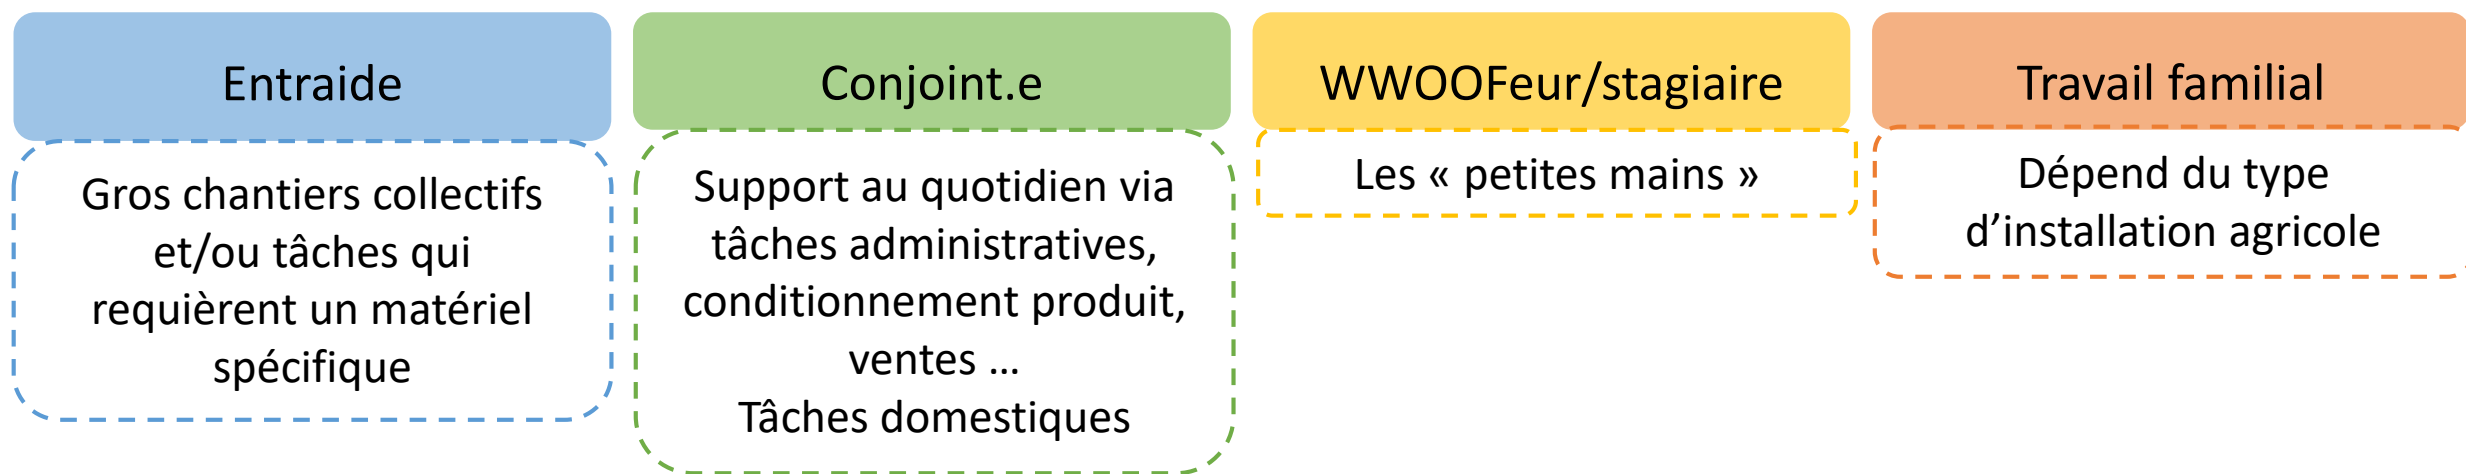 Entraide
Gros chantiers collectifs
et/ou tâches qui
requièrent un matériel
spécifique
Conjoint.e
Support au quotidien via
tâches administratives,
conditionnement produit,
ventes ...
Tâches domestiques
WWOOFeur/stagiaire
Les « petites mains »
Travail familial
Dépend du type
d’installation agricole